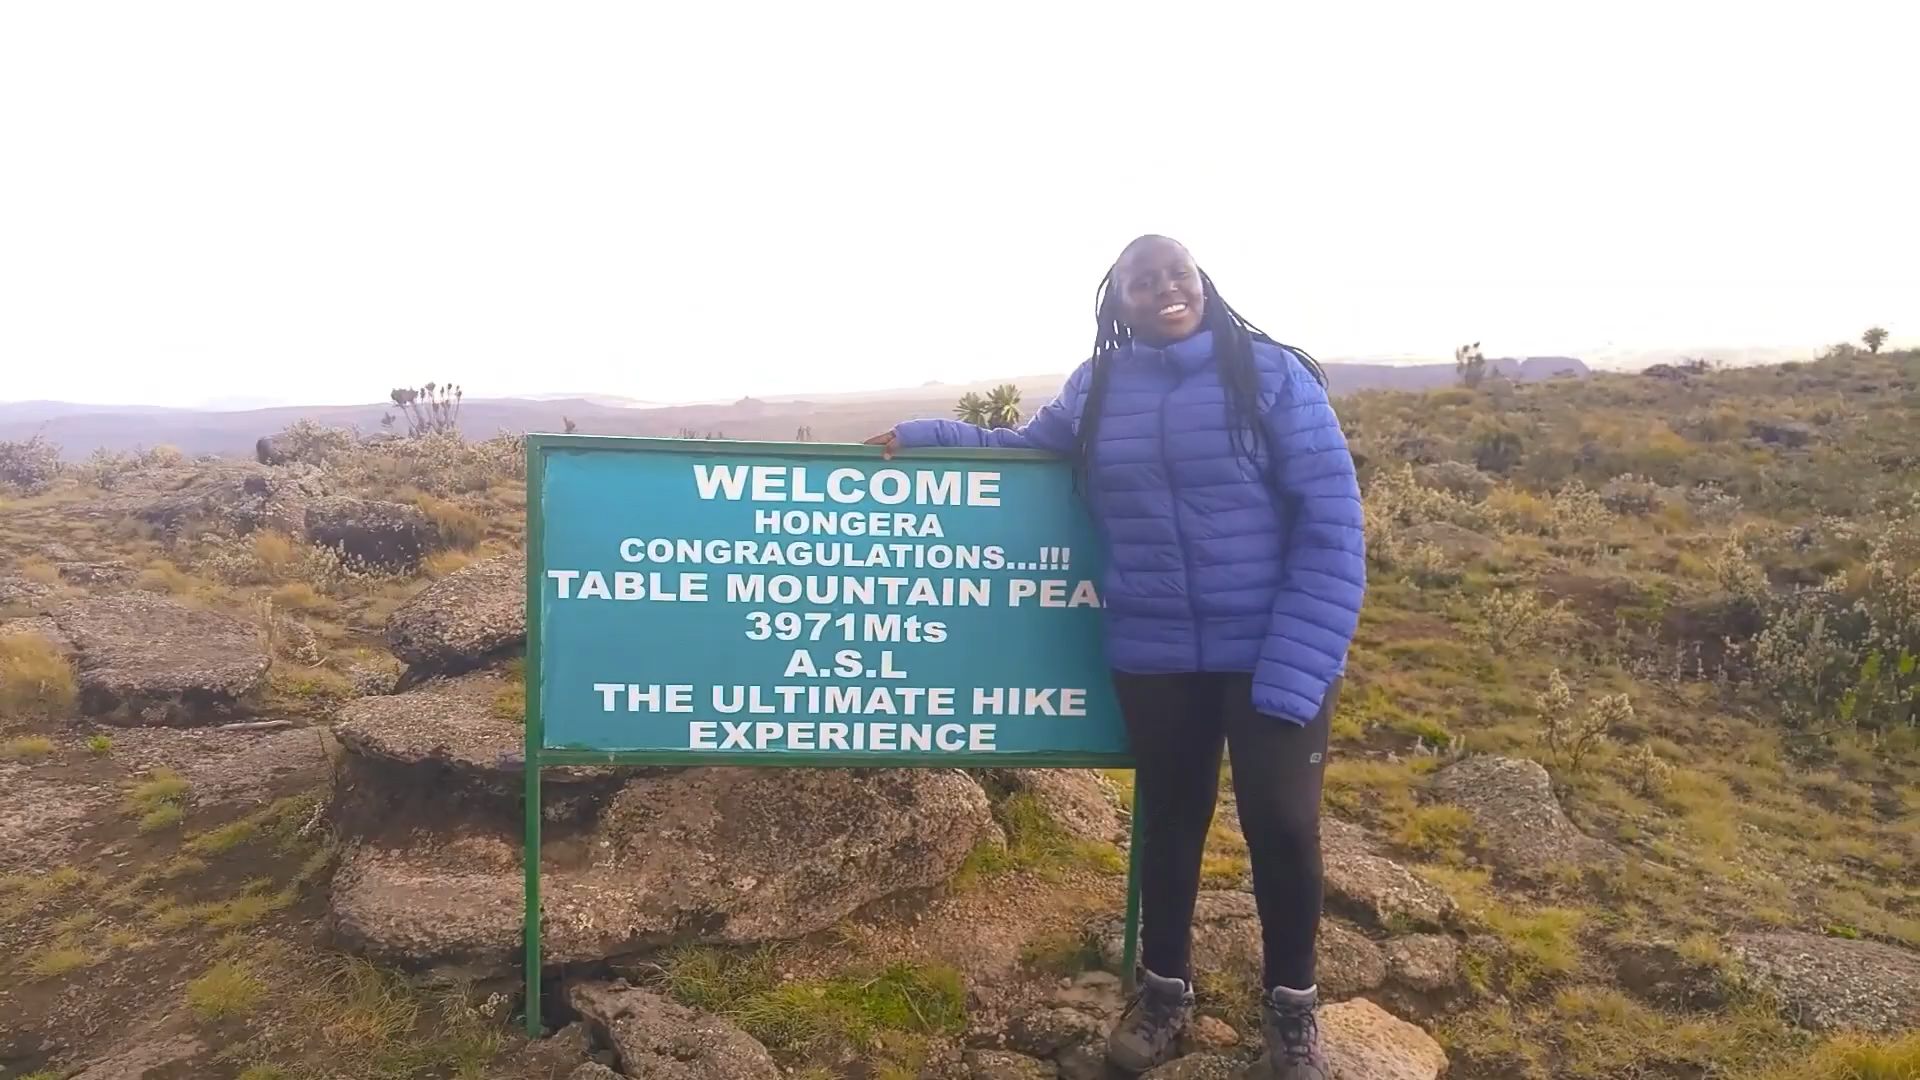 WELCOME
HONGERA
CONGRAGULATIONS...!!!
TABLE MOUNTAIN PEA
3971Mts
A.S.L
THE ULTIMATE HIKE
EXPERIENCE